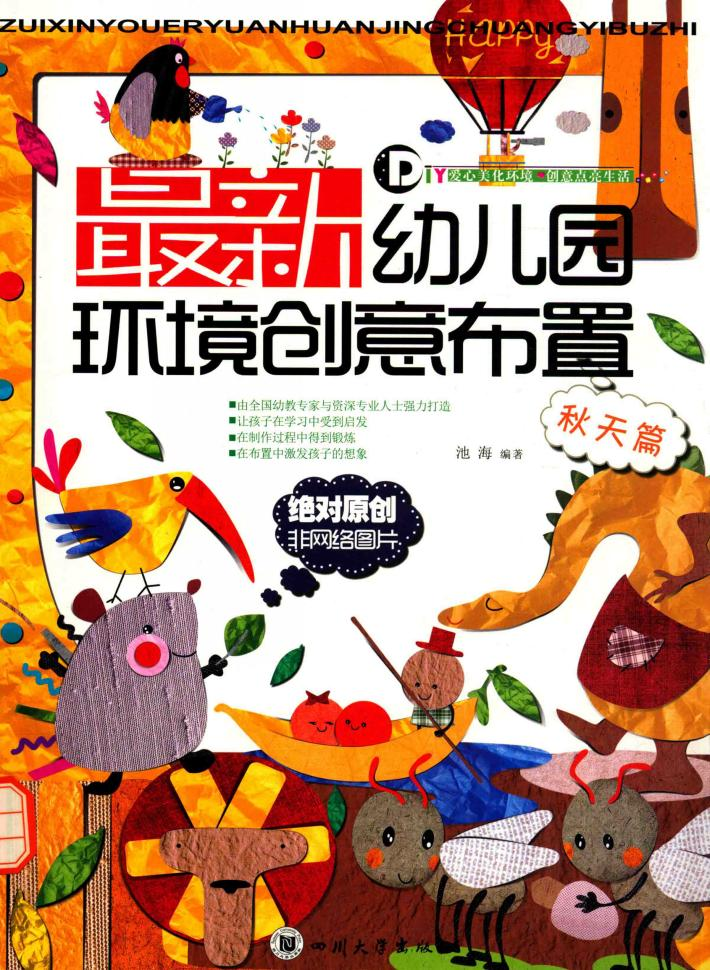 ZUIXINYOUERYUANHUANJINGCHUANGYIBUZHI
Happy
DIY爱心美化环境·创意点亮生活
最新幼儿园
环境创意布置
秋天篇
■由全国幼教专家与资深专业人士强力打造
■让孩子在学习中受到启发
■在制作过程中得到锻炼
■在布置中激发孩子的想象
池海 编著
绝对原创
非网络图片
四川大学出版